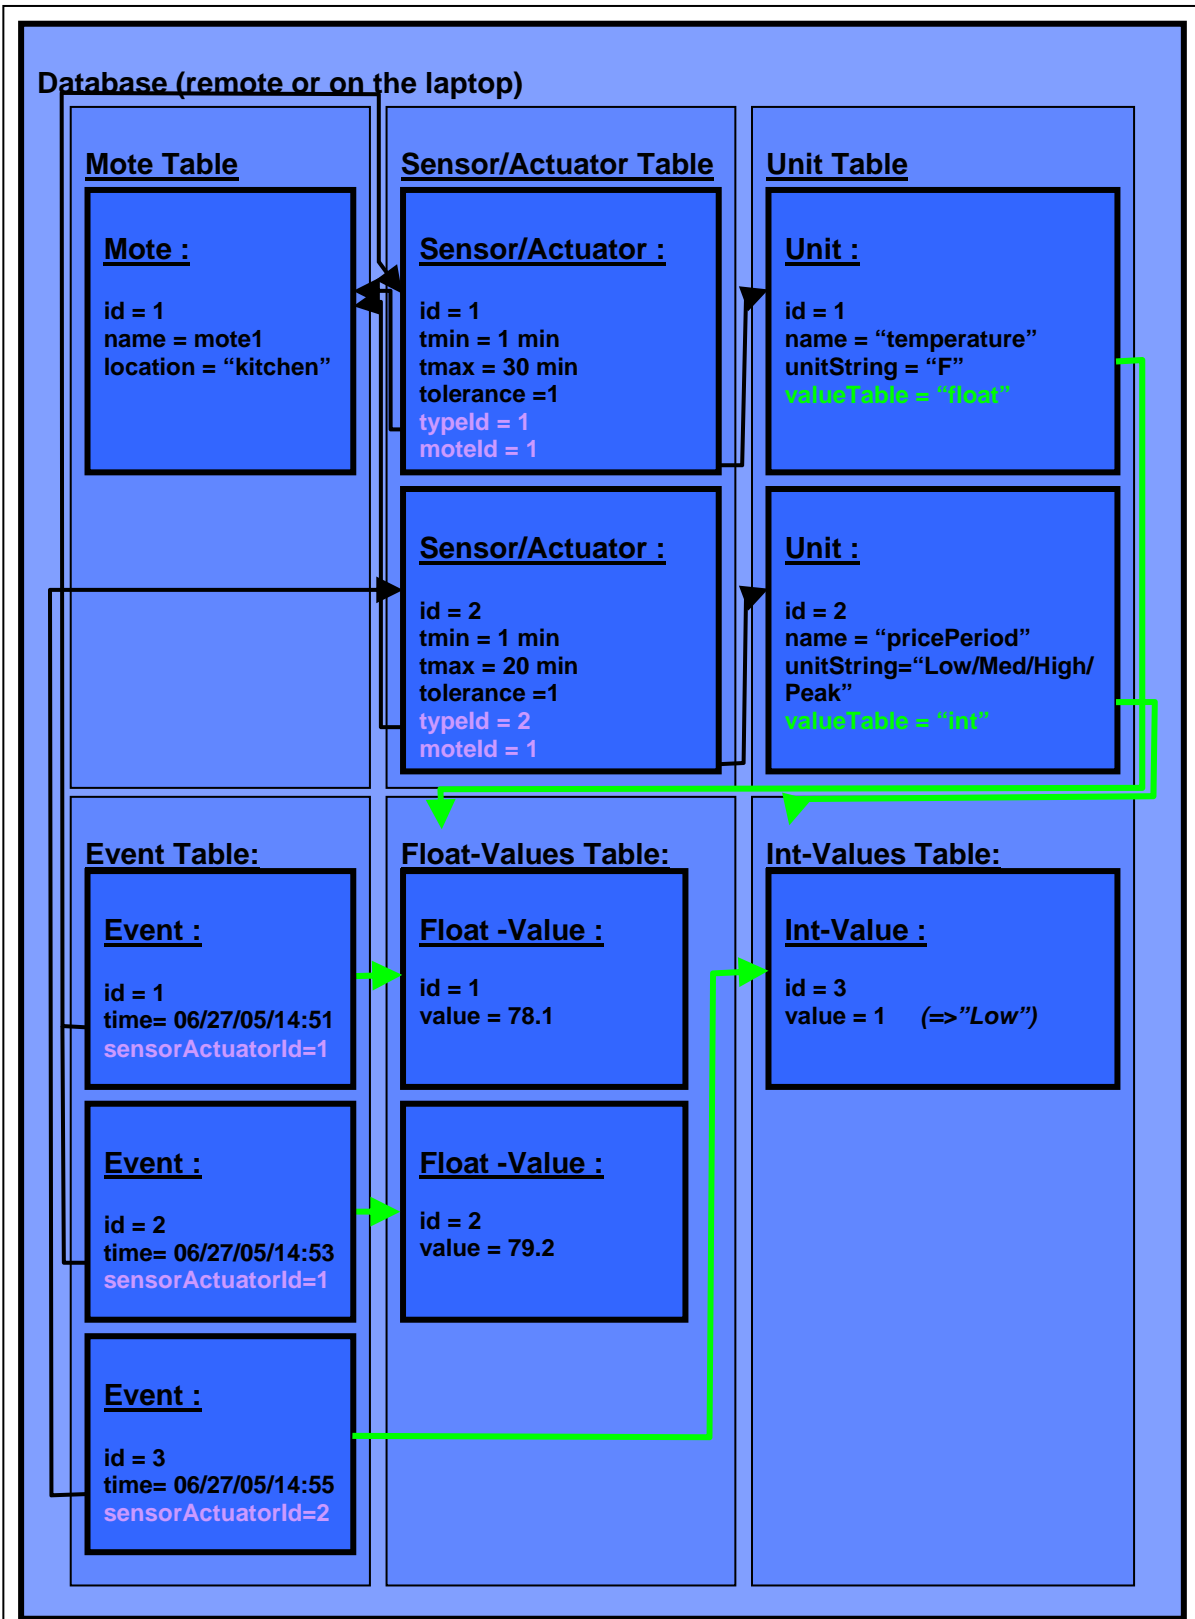 Database (remote or on the laptop)
Mote Table
Mote :
id = 1
name = mote1
location = “kitchen”
Sensor/Actuator Table
Sensor/Actuator :
id = 1
tmin = 1 min
tmax = 30 min
tolerance =1
typeId = 1
moteId = 1
Sensor/Actuator :
id = 2
tmin = 1 min
tmax = 20 min
tolerance =1
typeId = 2
moteId = 1
Unit Table
Unit :
id = 1
name = “temperature”
unitString = “F”
valueTable = “float”
Unit :
id = 2
name = “pricePeriod”
unitString=“Low/Med/High/
Peak”
valueTable = “int”
Event Table:
Event :
id = 1
time= 06/27/05/14:51
sensorActuatorId=1
Event :
id = 2
time= 06/27/05/14:53
sensorActuatorId=1
Event :
id = 3
time= 06/27/05/14:55
sensorActuatorId=2
Float-Values Table:
Float -Value :
id = 1
value = 78.1
Float -Value :
id = 2
value = 79.2
Int-Values Table:
Int-Value :
id = 3
value = 1 (=>”Low”)